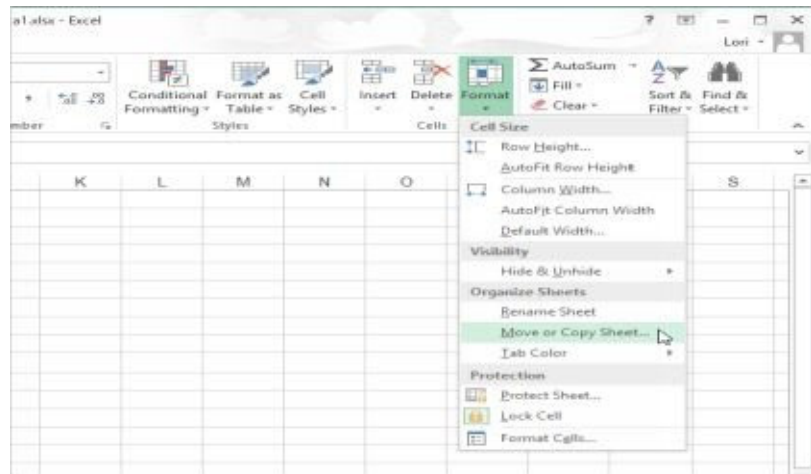 a1.xlsx - Excel
?
Lori
Conditional Formatting
Format as Table
Cell Styles
Insert
Delete
Format
AutoSum
Fill
Clear
Sort & Filter
Find & Select
mber
Styles
Cells
Cell Size
Row Height...
AutoFit Row Height
Column Width...
AutoFit Column Width
Default Width...
Visibility
Hide & Unhide
Organize Sheets
Rename Sheet
Move or Copy Sheet...
Tab Color
Protection
Protect Sheet...
Lock Cell
Format Cells...
K L M N O S